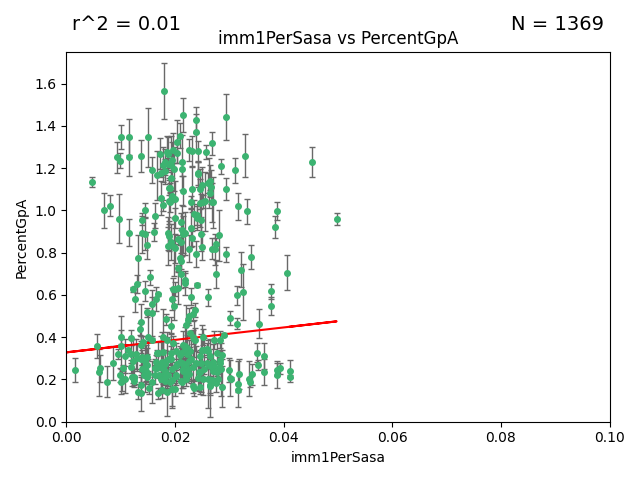 r^2 = 0.01
N = 1369
imm1PerSasa vs PercentGpA
PercentGpA
1.6
1.4
1.2
1.0
0.8
0.6
0.4
0.2
0.0
0.00 0.02 0.04 0.06 0.08 0.10
imm1PerSasa